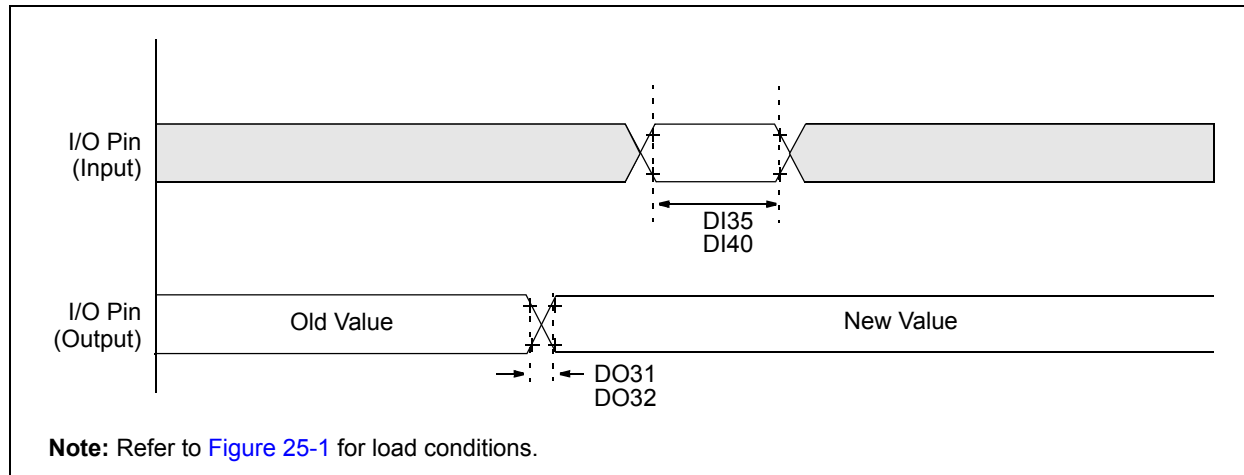 I/O Pin
(Input)
DI35
DI40
I/O Pin
(Output)
Old Value
New Value
DO31
DO32
Note: Refer to Figure 25-1 for load conditions.